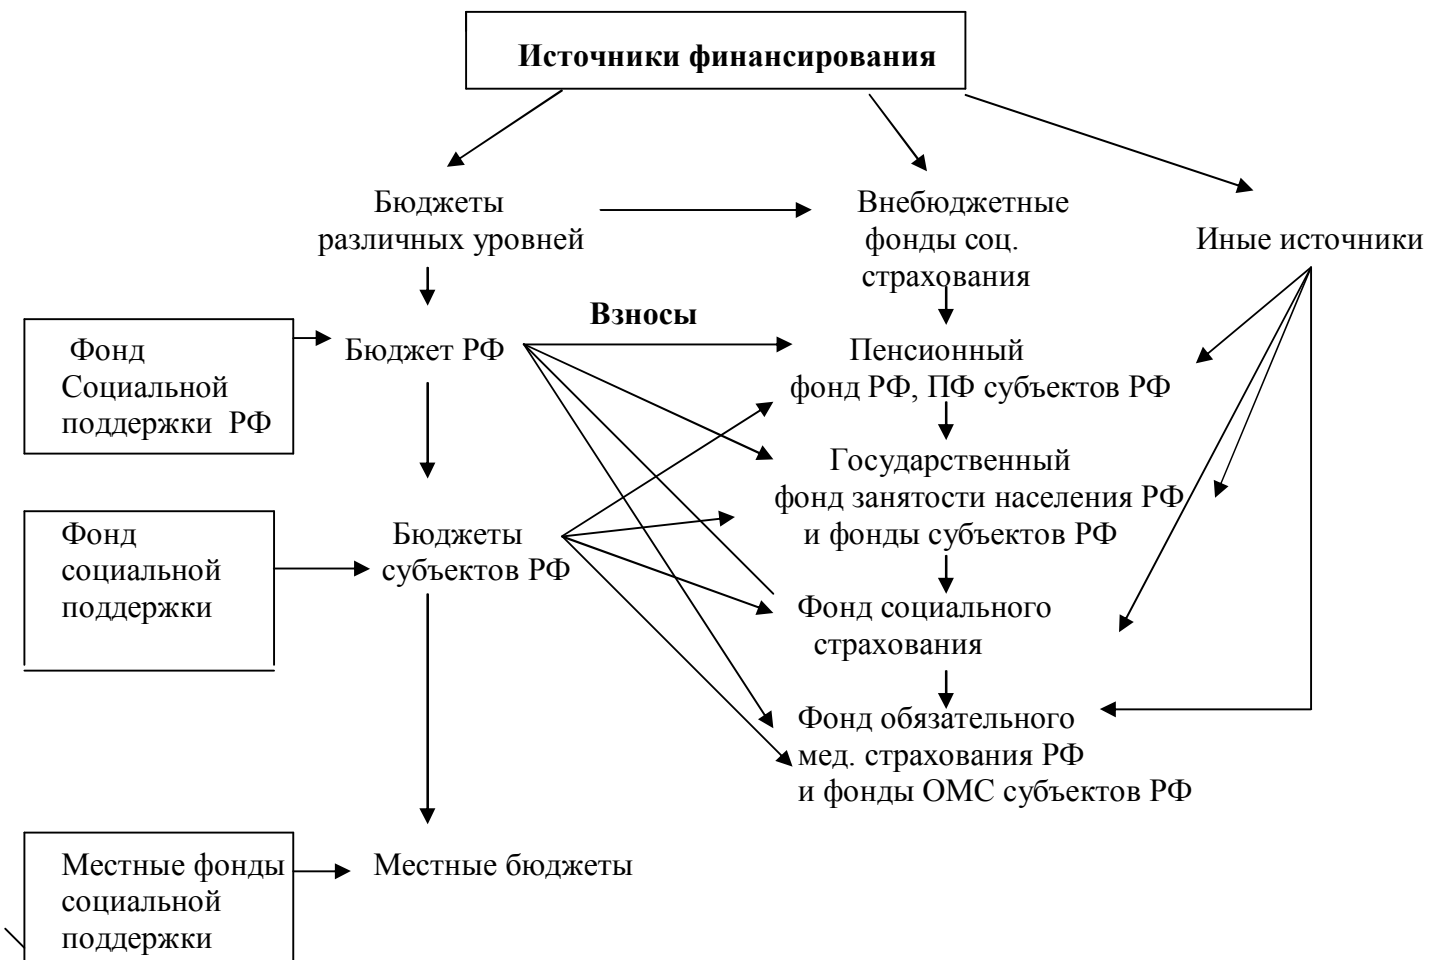 Источники финансирования
Бюджеты
различных уровней
Внебюджетные
фонды соц.
страхования
Иные источники
Взносы
Фонд
Социальной
поддержки РФ
Бюджет РФ
Пенсионный
фонд РФ, ПФ субъектов РФ
Государственный
фонд занятости населения РФ
и фонды субъектов РФ
Фонд
социальной
поддержки
Бюджеты
субъектов РФ
Фонд социального
страхования
Фонд обязательного
мед. страхования РФ
и фонды ОМС субъектов РФ
Местные фонды
социальной
поддержки
Местные бюджеты